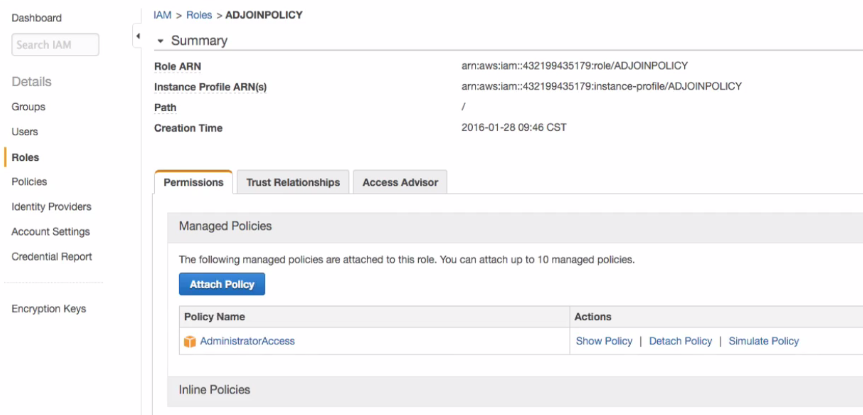 Dashboard
Search IAM
Details
Groups
Users
Roles
Policies
Identity Providers
Account Settings
Credential Report
Encryption Keys
IAM > Roles > ADJOINPOLICY
Summary
Role ARN arn:aws:iam::432199435179:role/ADJOINPOLICY
Instance Profile ARN(s) arn:aws:iam::432199435179:instance-profile/ADJOINPOLICY
Path /
Creation Time 2016-01-28 09:46 CST
Permissions Trust Relationships Access Advisor
Managed Policies
The following managed policies are attached to this role. You can attach up to 10 managed policies.
Attach Policy
Policy Name Actions
AdministratorAccess Show Policy | Detach Policy | Simulate Policy
Inline Policies